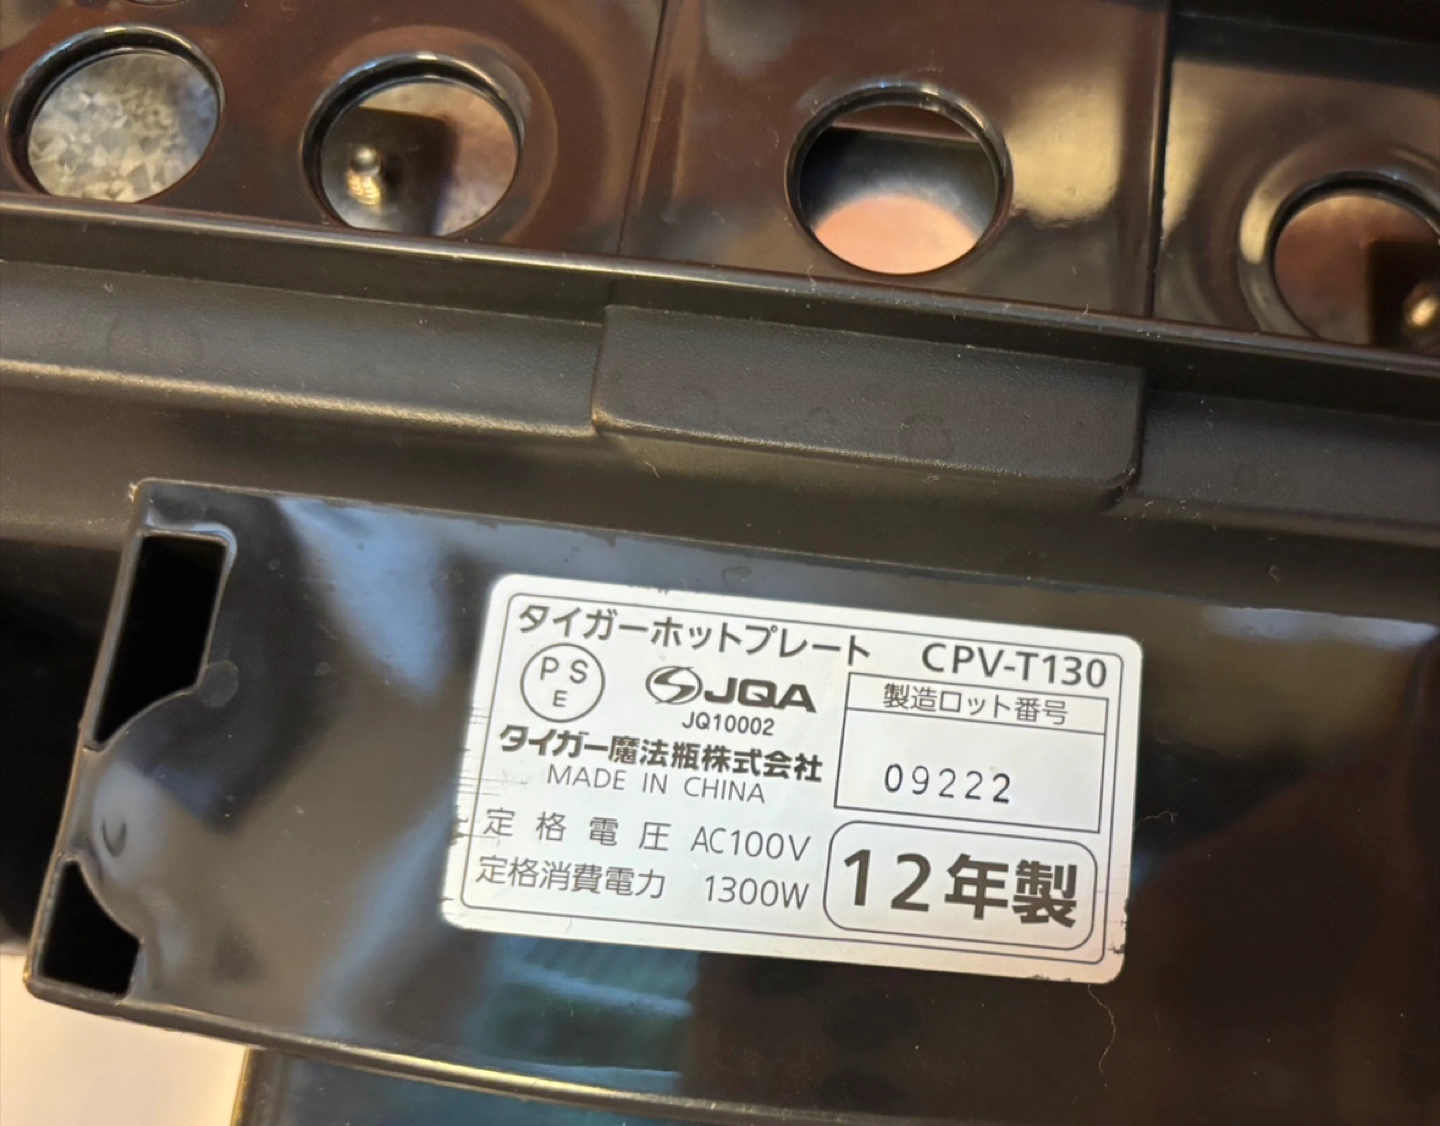 タイガーホットプレート CPV-T130
PS
E
JQA
JQ10002
製造ロット番号
09222
タイガー魔法瓶株式会社
MADE IN CHINA
定格電圧 AC100V
定格消費電力 1300W
12年製